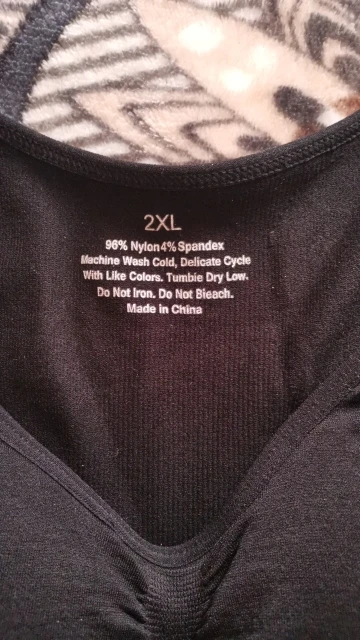 2XL
96% Nylon4% Spandex
Machine Wash Cold, Delicate Cycle
With Like Colors. Tumbie Dry Low.
Do Not Iron. Do Not Bleach.
Made in China